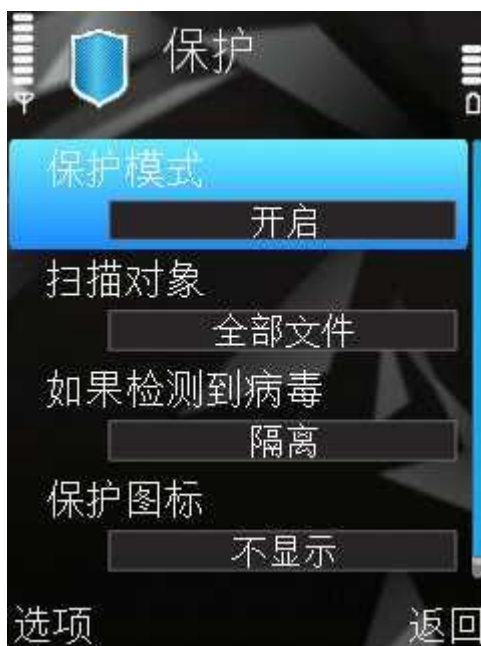 保护
保护模式
开启
扫描对象
全部文件
如果检测到病毒
隔离
保护图标
不显示
选项 返回